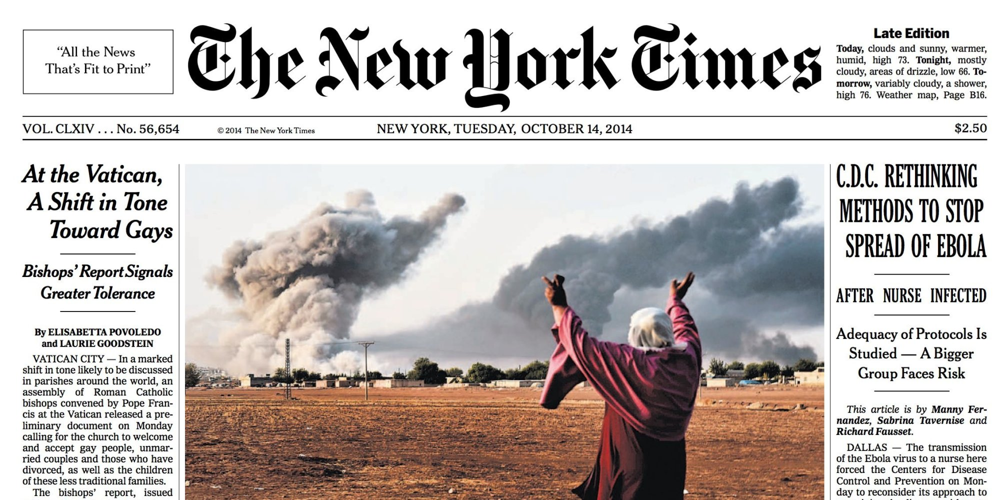 “All the News
That’s Fit to Print”
The New York Times
Late Edition
Today, clouds and sunny, warmer,
humid, high 73. Tonight, mostly
cloudy, areas of drizzle, low 66. To-
morrow, variably cloudy, a shower,
high 76. Weather map, Page B16.
VOL. CLXIV . . . No. 56,654
© 2014 The New York Times
NEW YORK, TUESDAY, OCTOBER 14, 2014
$2.50
At the Vatican,
A Shift in Tone
Toward Gays
Bishops’ Report Signals
Greater Tolerance
By ELISABETTA POVOLEDO
and LAURIE GOODSTEIN
VATICAN CITY — In a marked
shift in tone likely to be discussed
in parishes around the world, an
assembly of Roman Catholic
bishops convened by Pope Fran-
cis at the Vatican released a pre-
liminary document on Monday
calling for the church to welcome
and accept gay people, unmar-
ried couples and those who have
divorced, as well as the children
of these less traditional families.
The bishops’ report, issued
C.D.C. RETHINKING
METHODS TO STOP
SPREAD OF EBOLA
AFTER NURSE INFECTED
Adequacy of Protocols Is
Studied — A Bigger
Group Faces Risk
This article is by Manny Fer-
nandez, Sabrina Tavernise and
Richard Fausset.
DALLAS — The transmission
of the Ebola virus to a nurse here
forced the Centers for Disease
Control and Prevention on Mon-
day to reconsider its approach to